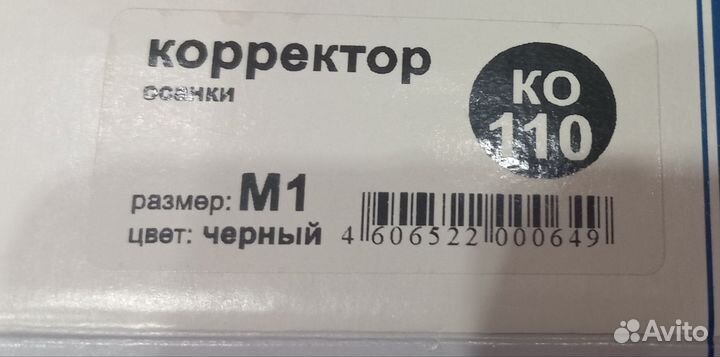 корректор
осанки
КО
110
размер: М1
цвет: черный
4 606522 000649
Avito